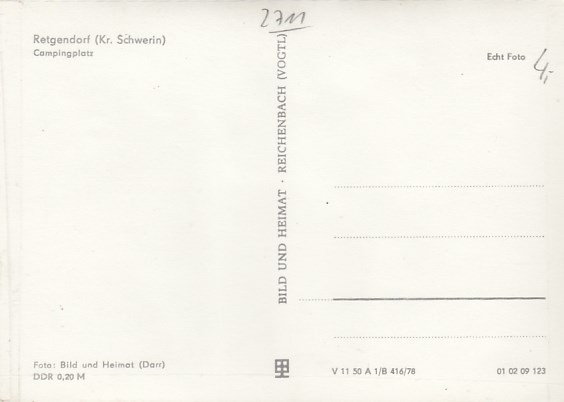 2711
Retgendorf (Kr. Schwerin)
Campingplatz
Echt Foto
4,-
BILD UND HEIMAT · REICHENBACH (VOGTL)
Foto: Bild und Heimat (Darr)
DDR 0,20 M
V 11 50 A 1/B 416/78
01 02 09 123